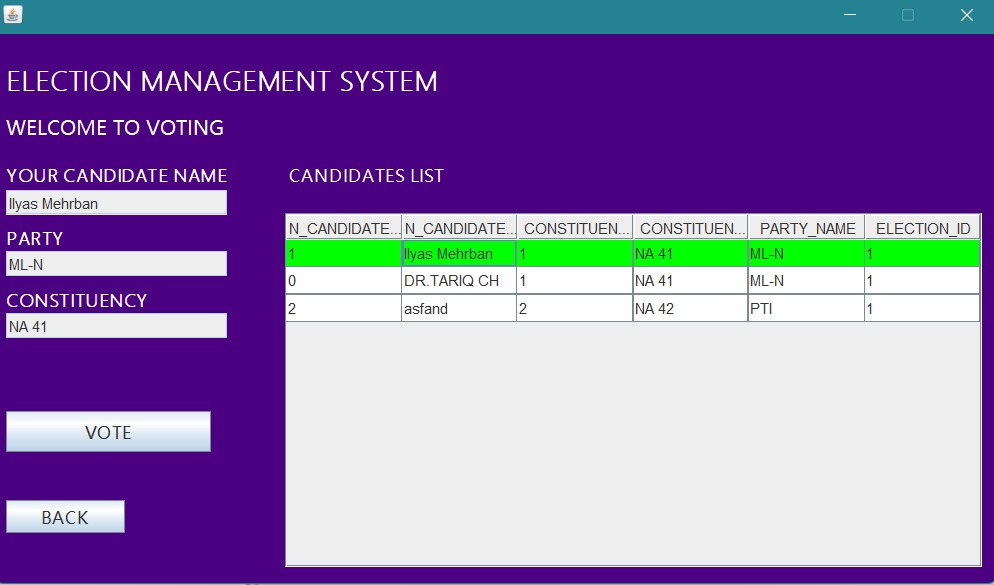 ELECTION MANAGEMENT SYSTEM
WELCOME TO VOTING
YOUR CANDIDATE NAME
Ilyas Mehrban
PARTY
ML-N
CONSTITUENCY
NA 41
VOTE
BACK
CANDIDATES LIST
N_CANDIDATE... N_CANDIDATE... CONSTITUEN... CONSTITUEN... PARTY_NAME ELECTION_ID
1 Ilyas Mehrban 1 NA 41 ML-N 1
0 DR.TARIQ CH 1 NA 41 ML-N 1
2 asfand 2 NA 42 PTI 1